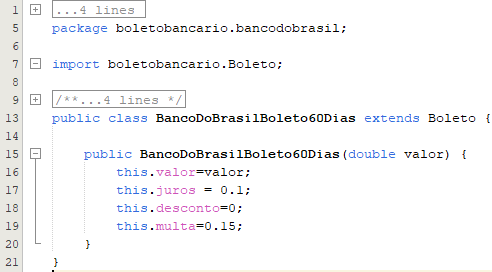 1 ...4 lines
5 package boletobancario.bancodobrasil;
6
7 import boletobancario.Boleto;
8
9 /**...4 lines */
13 public class BancoDoBrasilBoleto60Dias extends Boleto {
14
15 public BancoDoBrasilBoleto60Dias(double valor) {
16 this.valor=valor;
17 this.juros = 0.1;
18 this.desconto=0;
19 this.multa=0.15;
20 }
21 }